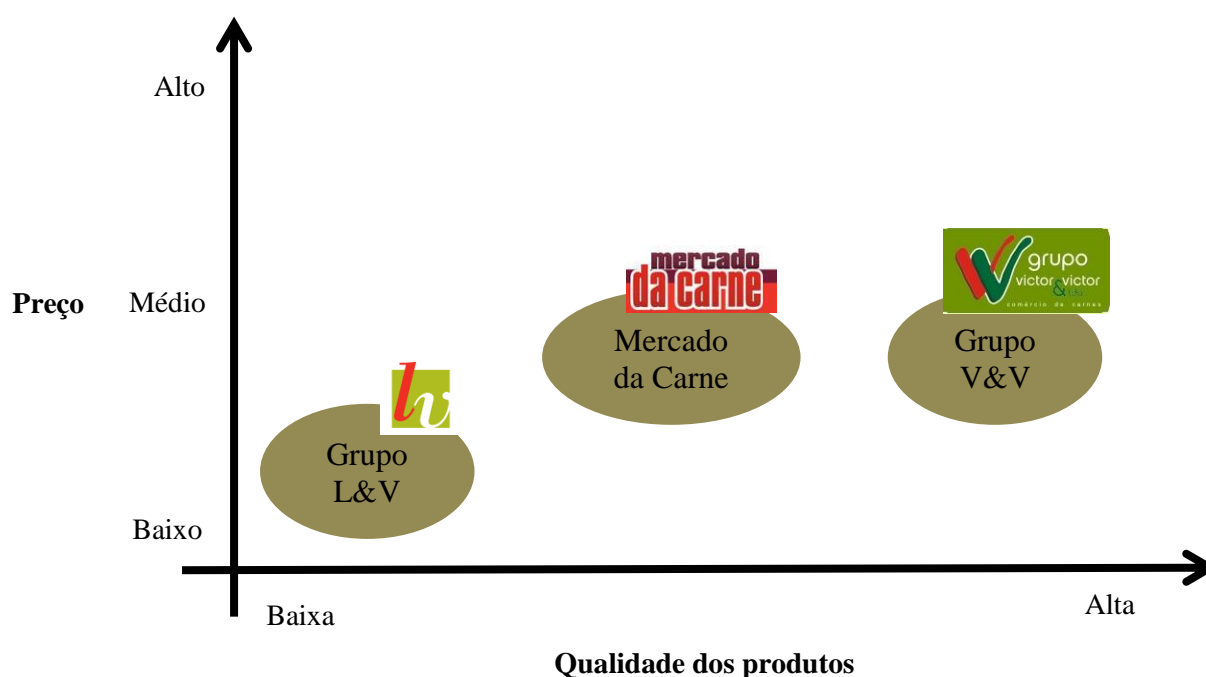 Alto
mercado
da carne
grupo
victor & victor
Lda
comércio de carnes
Preço
Médio
Mercado
da Carne
Grupo
V&V
lv
Grupo
L&V
Baixo
Baixa
Alta
Qualidade dos produtos